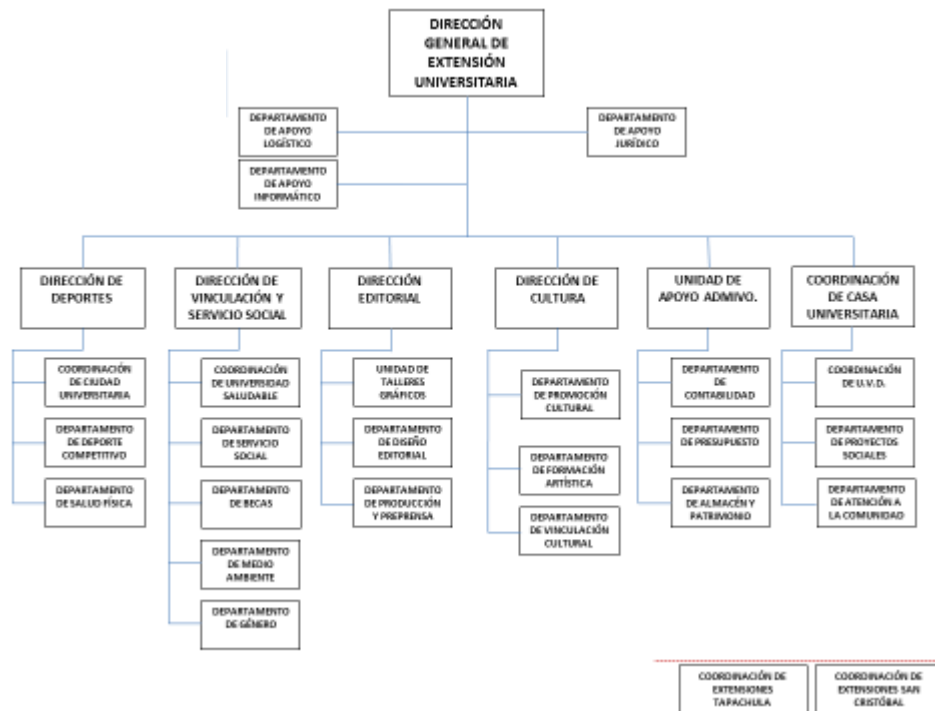 DIRECCIÓN
GENERAL DE
EXTENSIÓN
UNIVERSITARIA
DEPARTAMENTO
DE APOYO
LOGÍSTICO
DEPARTAMENTO
DE APOYO
JURÍDICO
DEPARTAMENTO
DE APOYO
INFORMÁTICO
DIRECCIÓN DE
DEPORTES
DIRECCIÓN DE
VINCULACIÓN Y
SERVICIO SOCIAL
DIRECCIÓN
EDITORIAL
DIRECCIÓN DE
CULTURA
UNIDAD DE
APOYO ADMIVO.
COORDINACIÓN
DE CASA
UNIVERSITARIA
COORDINACIÓN
DE CIUDAD
UNIVERSITARIA
DEPARTAMENTO
DE DEPORTE
COMPETITIVO
DEPARTAMENTO
DE SALUD FÍSICA
COORDINACIÓN
DE UNIVERSIDAD
SALUDABLE
DEPARTAMENTO
DE SERVICIO
SOCIAL
DEPARTAMENTO
DE BECAS
DEPARTAMENTO
DE MEDIO
AMBIENTE
DEPARTAMENTO
DE GÉNERO
UNIDAD DE
TALLERES
GRÁFICOS
DEPARTAMENTO
DE DISEÑO
EDITORIAL
DEPARTAMENTO
DE PRODUCCIÓN
Y PREPRENSA
DEPARTAMENTO
DE PROMOCIÓN
CULTURAL
DEPARTAMENTO
DE FORMACIÓN
ARTÍSTICA
DEPARTAMENTO
DE VINCULACIÓN
CULTURAL
DEPARTAMENTO
DE
CONTABILIDAD
DEPARTAMENTO
DE PRESUPUESTO
DEPARTAMENTO
DE ALMACÉN Y
PATRIMONIO
COORDINACIÓN
DE U.V.D.
DEPARTAMENTO
DE PROYECTOS
SOCIALES
DEPARTAMENTO
DE ATENCIÓN A
LA COMUNIDAD
COORDINACIÓN DE
EXTENSIONES
TAPACHULA
COORDINACIÓN DE
EXTENSIONES SAN
CRISTÓBAL